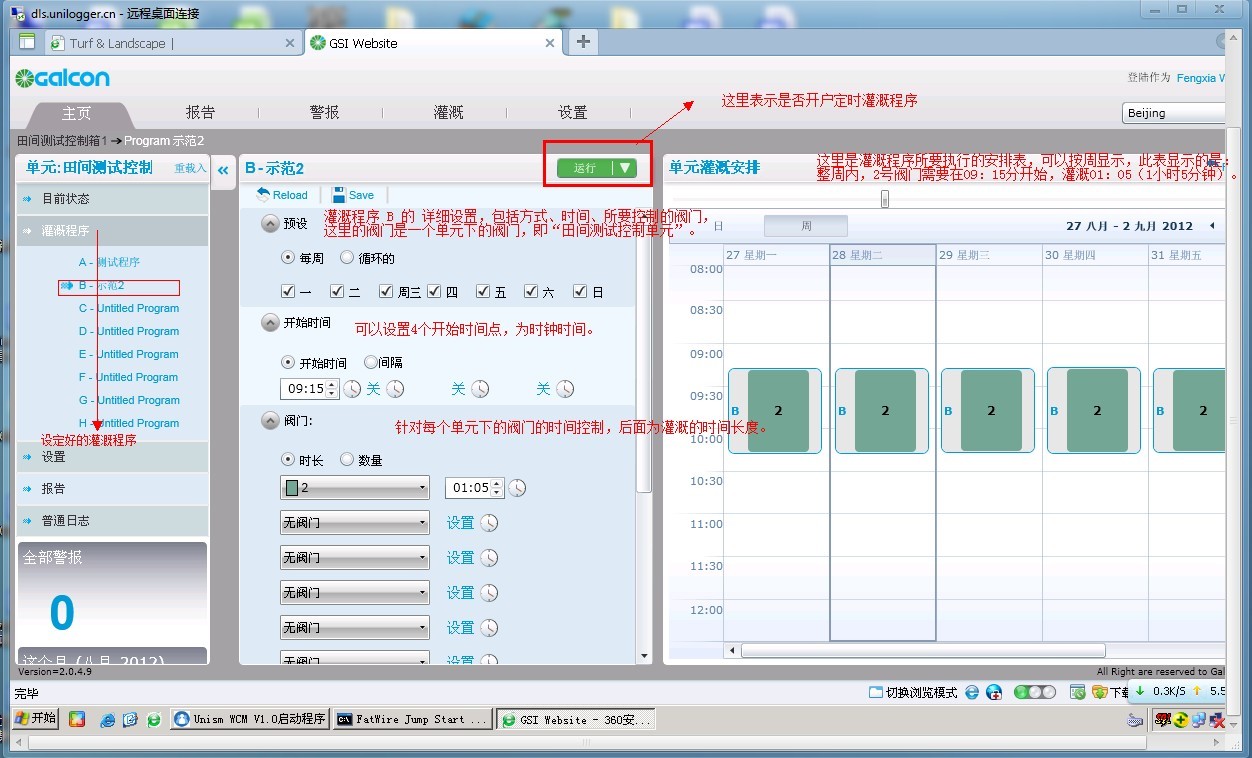 dls.unilogger.cn - 远程桌面连接
Turf & Landscape |
GSI Website
Galcon
登陆作为 Fengxia W
主页
报告
警报
灌溉
设置
这里表示是否开户定时灌溉程序
Beijing
田间测试控制箱1 → Program 示范2
单元:田间测试控制
重载入
«
B - 示范2
运行
单元灌溉安排
这里是灌溉程序所要执行的安排表，可以按周显示，此表显示的是：
整周内，2号阀门需要在09：15分开始，灌溉01：05（1小时5分钟）。
目前状态
灌溉程序
A - 测试程序
B - 示范2
C - Untitled Program
D - Untitled Program
E - Untitled Program
F - Untitled Program
G - Untitled Program
H - Untitled Program
设定好的灌溉程序
设置
报告
普通日志
全部警报
0
这个月 (八月 2012)
Reload
Save
预设
灌溉程序 B 的 详细设置，包括方式、时间、所要控制的阀门，
这里的阀门是一个单元下的阀门，即“田间测试控制单元”。
每周
循环的
一
二
周三
四
五
六
日
开始时间
可以设置4个开始时间点，为时钟时间。
开始时间
间隔
09:15
关
关
关
阀门:
针对每个单元下的阀门的时间控制，后面为灌溉的时间长度。
时长
数量
2
01:05
无阀门
设置
无阀门
设置
无阀门
设置
无阀门
设置
无阀门
设置
日
周
27 八月 - 2 九月 2012
27 星期一
28 星期二
29 星期三
30 星期四
31 星期五
08:00
08:30
09:00
09:30
10:00
10:30
11:00
11:30
12:00
B
2
B
2
B
2
B
2
B
2
Version=2.0.4.9
All Right are reserved to Gal
完毕
切换浏览模式
下载
0.3K/S
5.5
开始
Unism WCM V1.0启动程序
FatWire Jump Start ...
GSI Website - 360安...